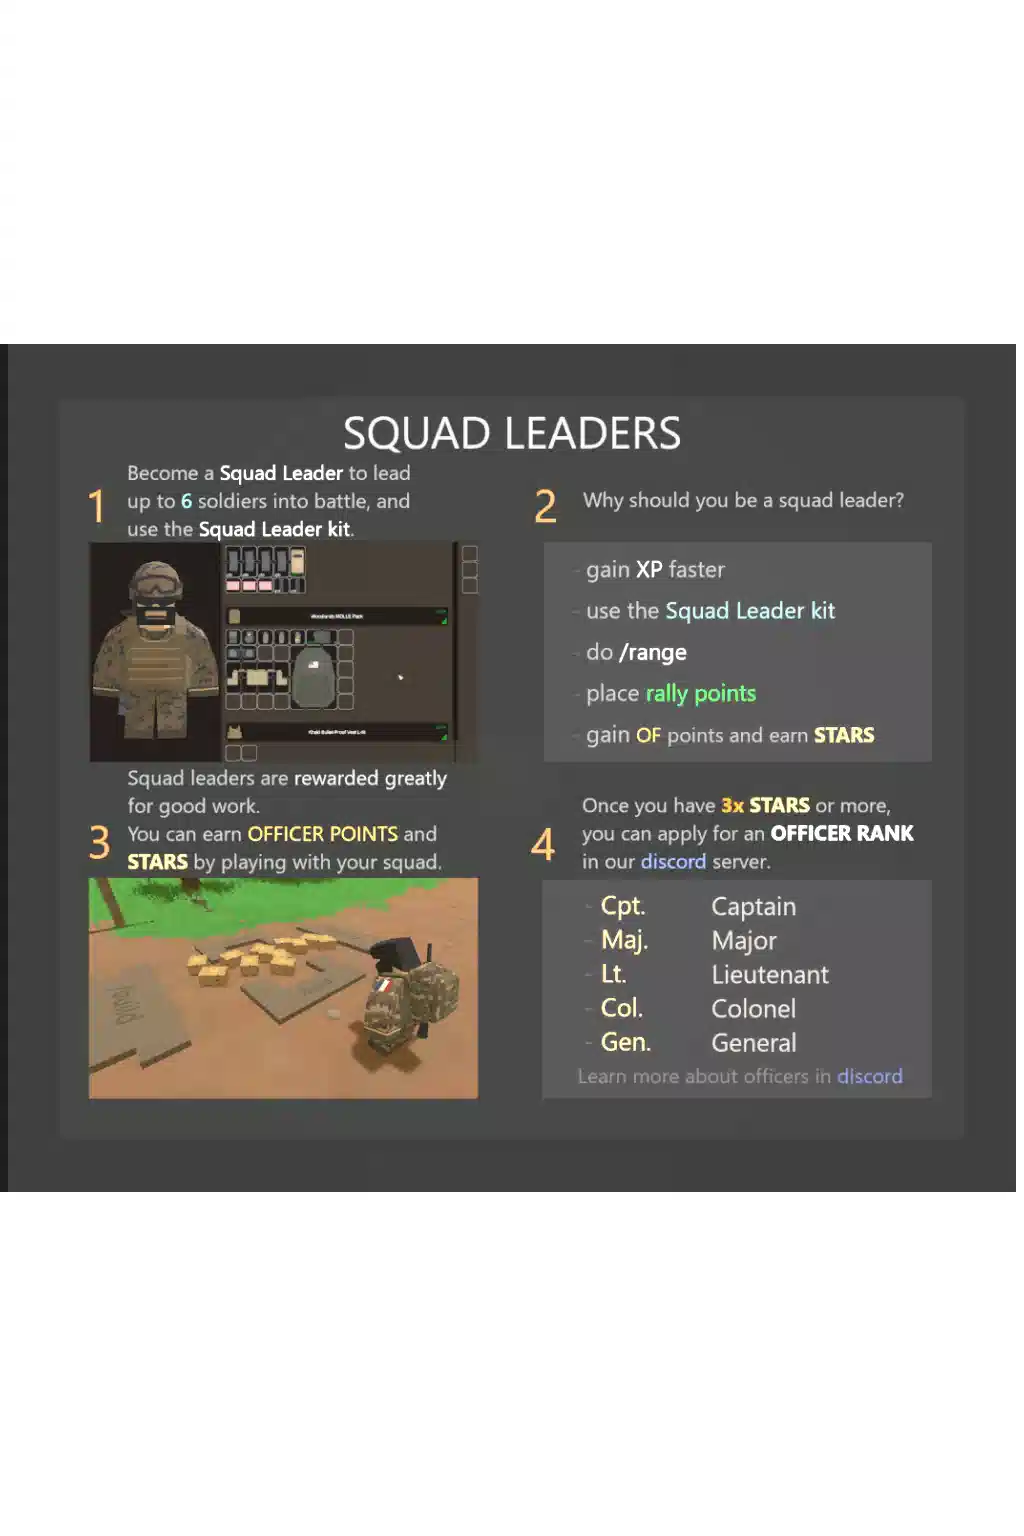 SQUAD LEADERS
1
Become a Squad Leader to lead
up to 6 soldiers into battle, and
use the Squad Leader kit.
2
Why should you be a squad leader?
- gain XP faster
- use the Squad Leader kit
- do /range
- place rally points
- gain OF points and earn STARS
3
Squad leaders are rewarded greatly
for good work.
You can earn OFFICER POINTS and
STARS by playing with your squad.
build
4
Once you have 3x STARS or more,
you can apply for an OFFICER RANK
in our discord server.
- Cpt. Captain
- Maj. Major
- Lt. Lieutenant
- Col. Colonel
- Gen. General
Learn more about officers in discord